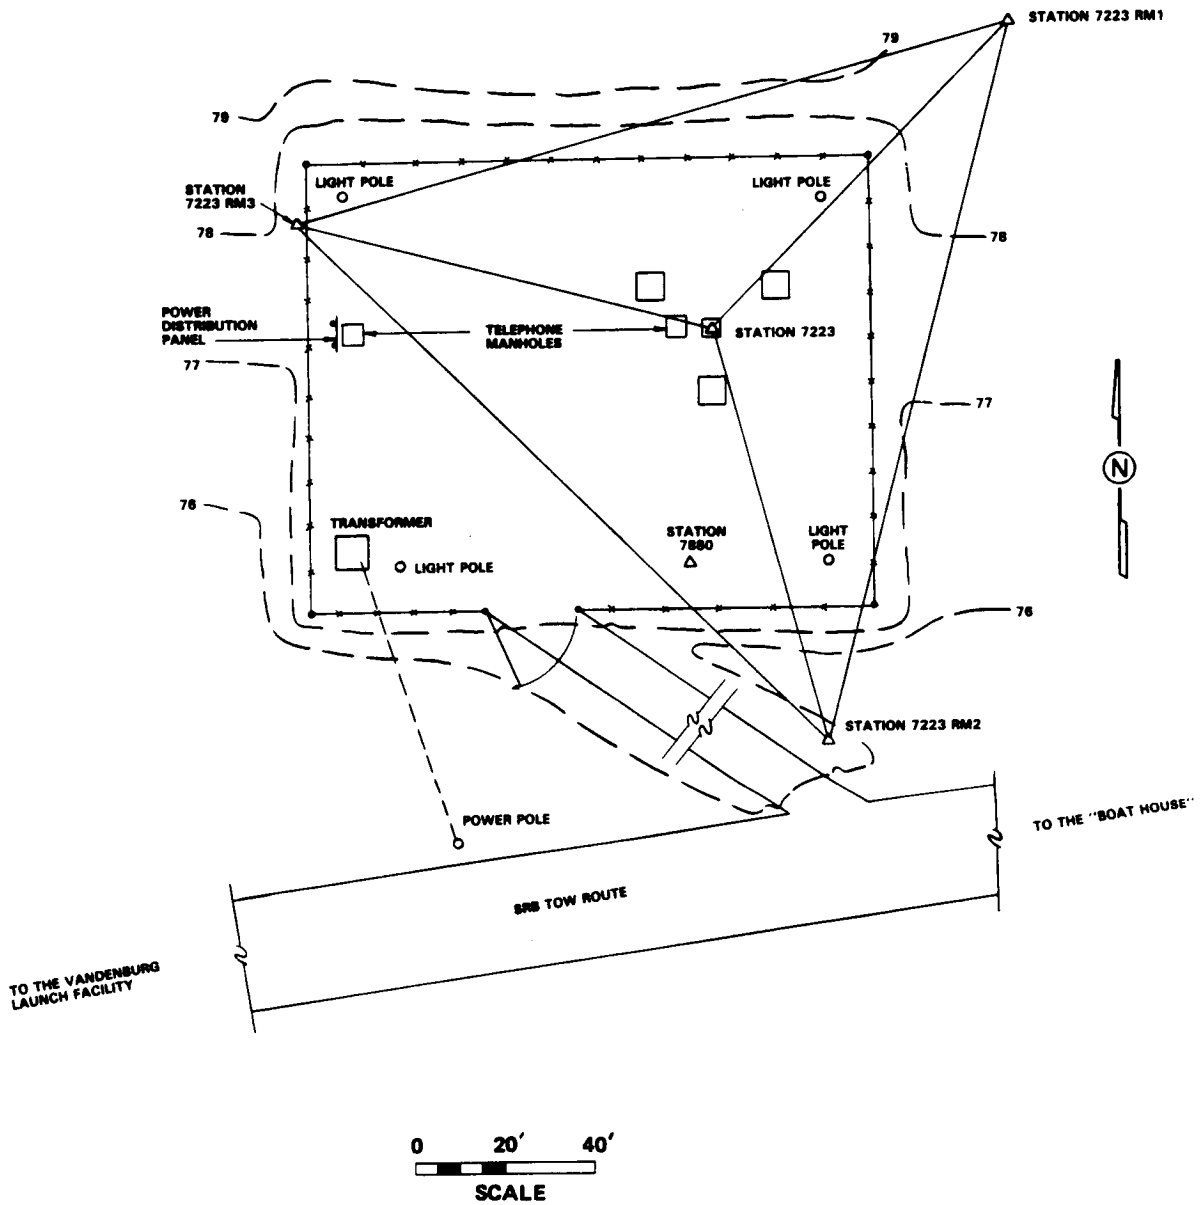 STATION 7223 RM1
79
79
LIGHT POLE
LIGHT POLE
STATION
7223 RM3
78
78
POWER
DISTRIBUTION
PANEL
TELEPHONE
MANHOLES
STATION 7223
77
77
N
76
TRANSFORMER
LIGHT POLE
STATION
7880
LIGHT
POLE
76
STATION 7223 RM2
POWER POLE
TO THE "BOAT HOUSE"
SRB TOW ROUTE
TO THE VANDENBURG
LAUNCH FACILITY
0 20' 40'
SCALE